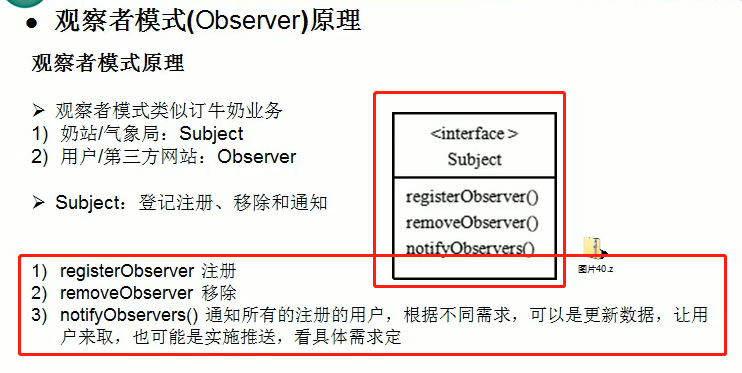 ● 观察者模式(Observer)原理
观察者模式原理
➢ 观察者模式类似订牛奶业务
1) 奶站/气象局：Subject
2) 用户/第三方网站：Observer
➢ Subject：登记注册、移除和通知
<interface>
Subject
registerObserver()
removeObserver()
notifyObservers()
图片40.z
1) registerObserver 注册
2) removeObserver 移除
3) notifyObservers() 通知所有的注册的用户，根据不同需求，可以是更新数据，让用
户来取，也可能是实施推送，看具体需求定